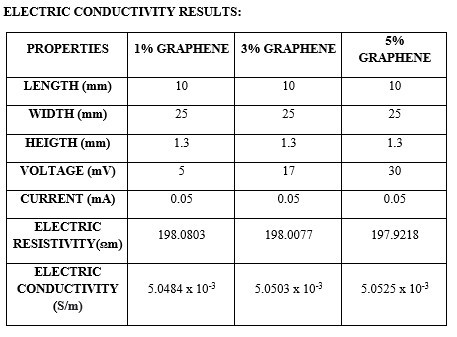 ELECTRIC CONDUCTIVITY RESULTS:
PROPERTIES 1% GRAPHENE 3% GRAPHENE 5% GRAPHENE
LENGTH (mm) 10 10 10
WIDTH (mm) 25 25 25
HEIGTH (mm) 1.3 1.3 1.3
VOLTAGE (mV) 5 17 30
CURRENT (mA) 0.05 0.05 0.05
ELECTRIC RESISTIVITY(Ωm) 198.0803 198.0077 197.9218
ELECTRIC CONDUCTIVITY (S/m) 5.0484 x 10-3 5.0503 x 10-3 5.0525 x 10-3